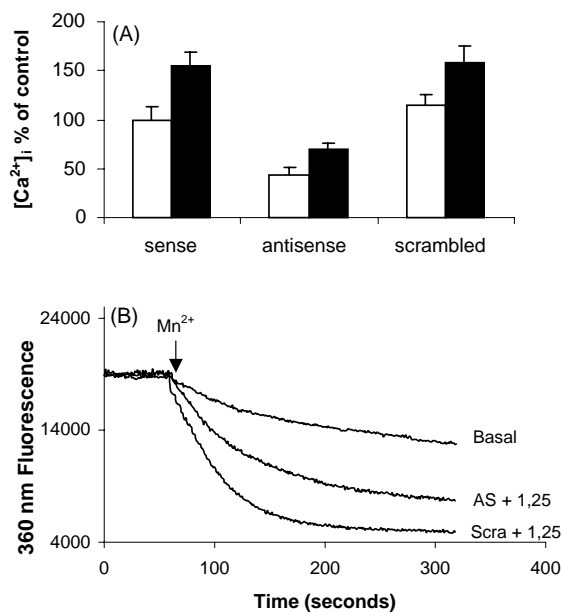 (A)
200
150
100
50
0
[Ca²⁺]ᵢ % of control
sense antisense scrambled
(B)
24000
14000
4000
360 nm Fluorescence
Mn²⁺
Basal
AS + 1,25
Scra + 1,25
0 100 200 300 400
Time (seconds)